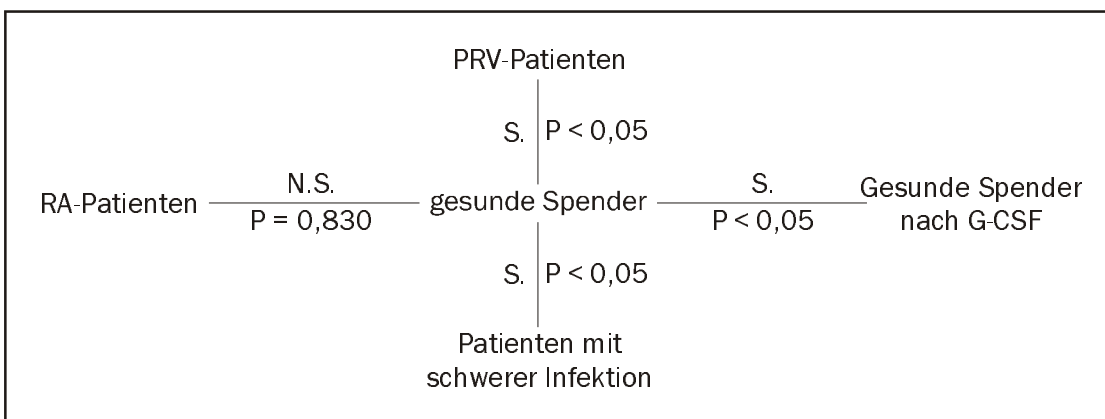 PRV-Patienten
S. P < 0,05
RA-Patienten
N.S.
P = 0,830
gesunde Spender
S.
P < 0,05
Gesunde Spender
nach G-CSF
S. P < 0,05
Patienten mit
schwerer Infektion